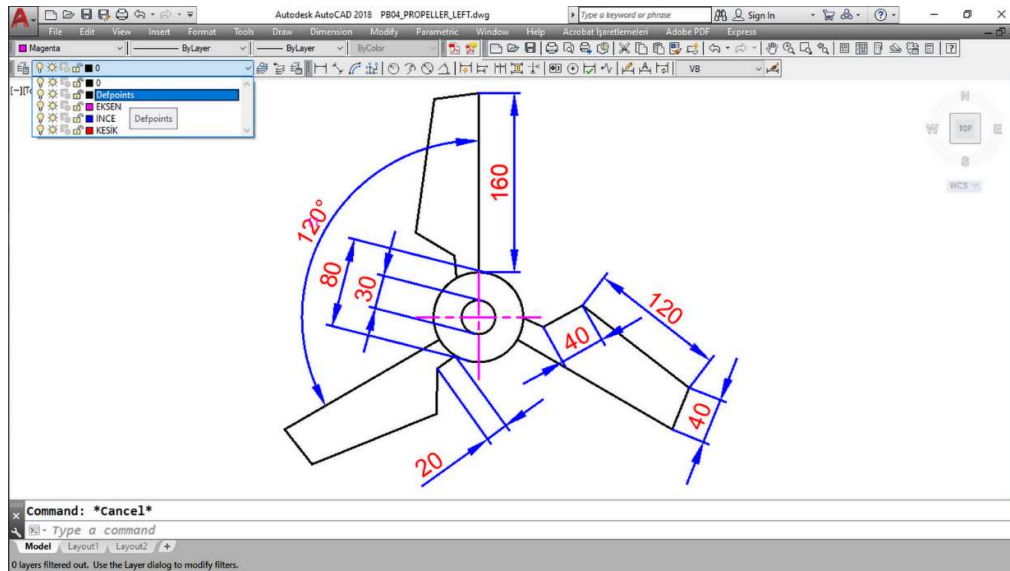 Autodesk AutoCAD 2018 PB04_PROPELLER_LEFT.dwg Type a keyword or phrase Sign In
File Edit View Insert Format Tools Draw Dimension Modify Parametric Window Help Acrobat İşaretlemeleri Adobe PDF Express
Magenta ByLayer ByLayer ByColor
0 VB
0
Defpoints
EKSEN
İNCE
KESİK
Defpoints
N
W TOP E
S
WCS
160
120°
80
30
120
40
40
20
Command: *Cancel*
Type a command
Model Layout1 Layout2 +
0 layers filtered out. Use the Layer dialog to modify filters.